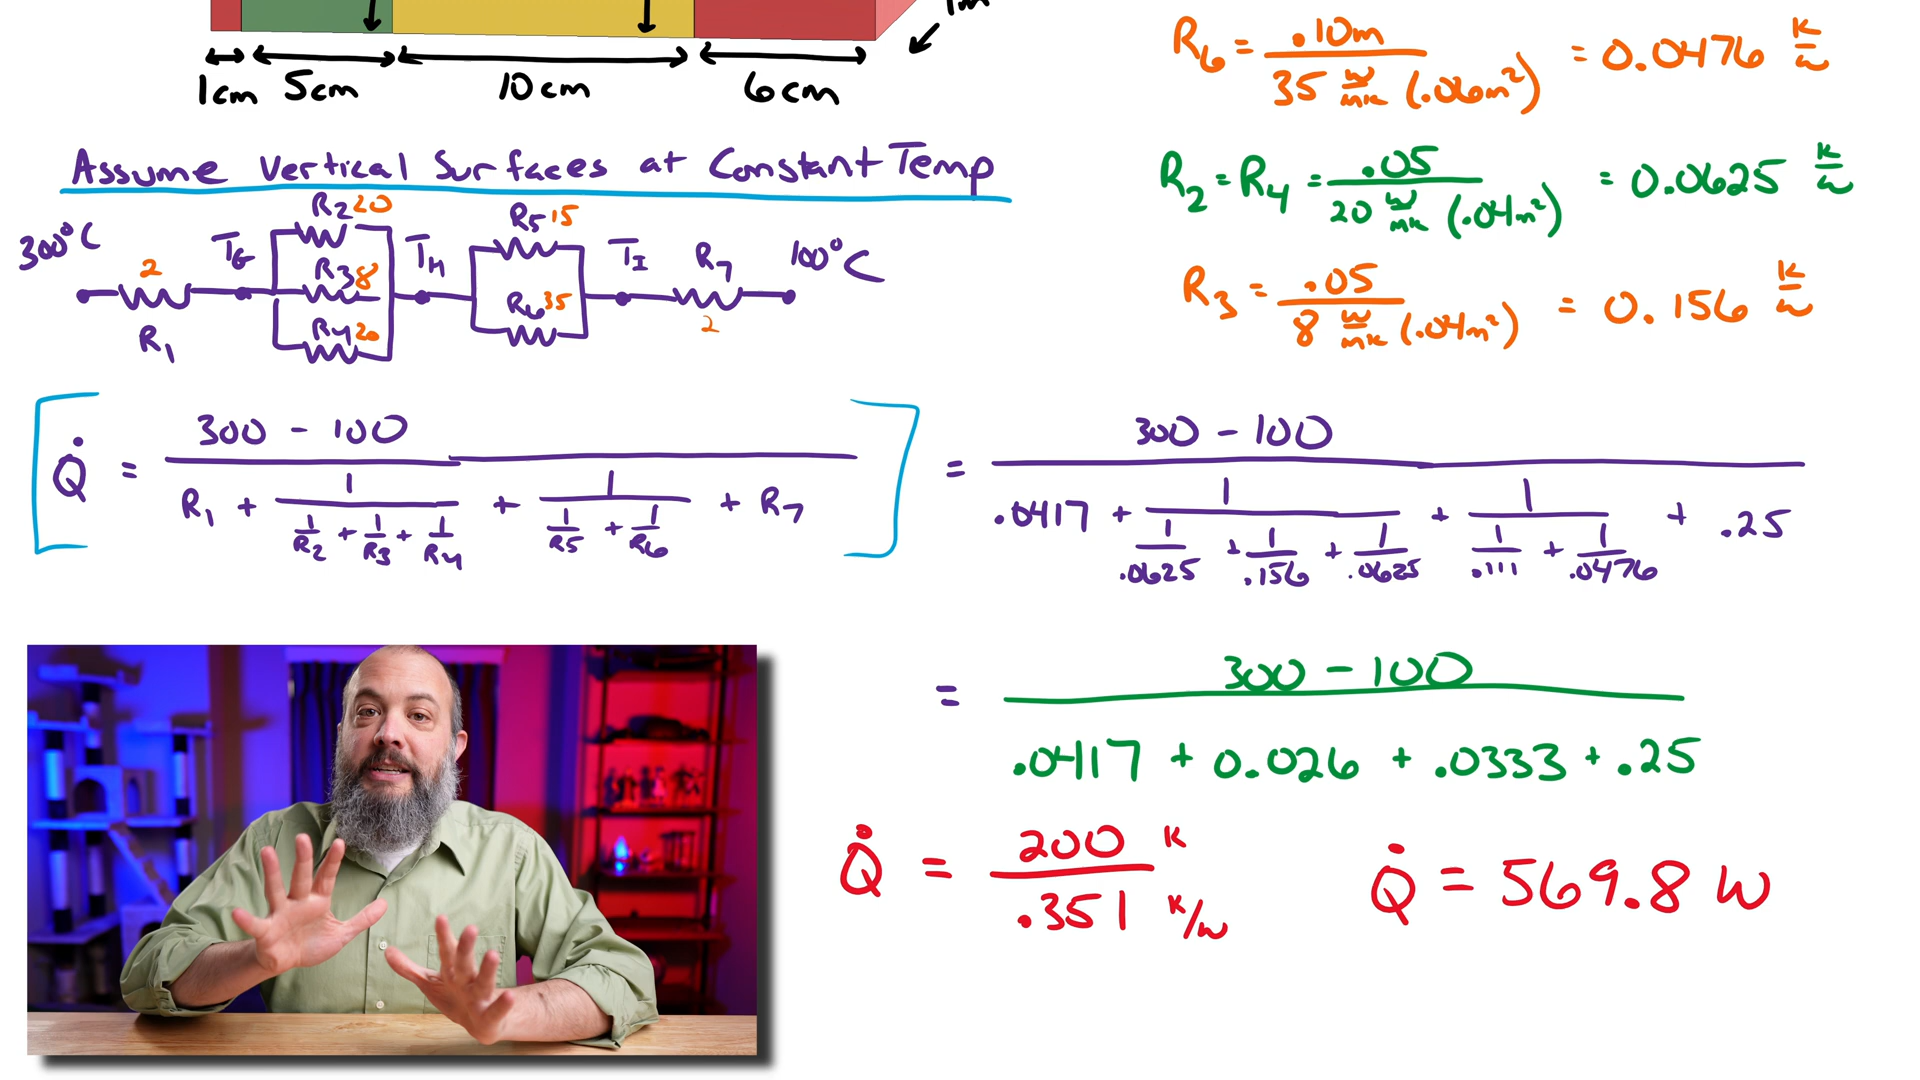 1m
1cm 5cm 10cm 6cm
R6 = .10m / 35 W/mK (.06m²) = 0.0476 K/W
Assume Vertical Surfaces at Constant Temp
R2 = R4 = .05 / 20 W/mK (.04m²) = 0.0625 K/W
R3 = .05 / 8 W/mK (.04m²) = 0.156 K/W
300°C 2 R1 TG R2 20 R3 8 R4 20 TH R5 15 R6 35 TI R7 2 100°C
Q̇ = 300 - 100 / R1 + 1 / 1/R2 + 1/R3 + 1/R4 + 1 / 1/R5 + 1/R6 + R7
= 300 - 100 / .0417 + 1 / 1/.0625 + 1/.156 + 1/.0625 + 1 / 1/.111 + 1/.0476 + .25
= 300 - 100 / .0417 + 0.026 + .0333 + .25
Q̇ = 200 K / .351 K/W
Q̇ = 569.8 W